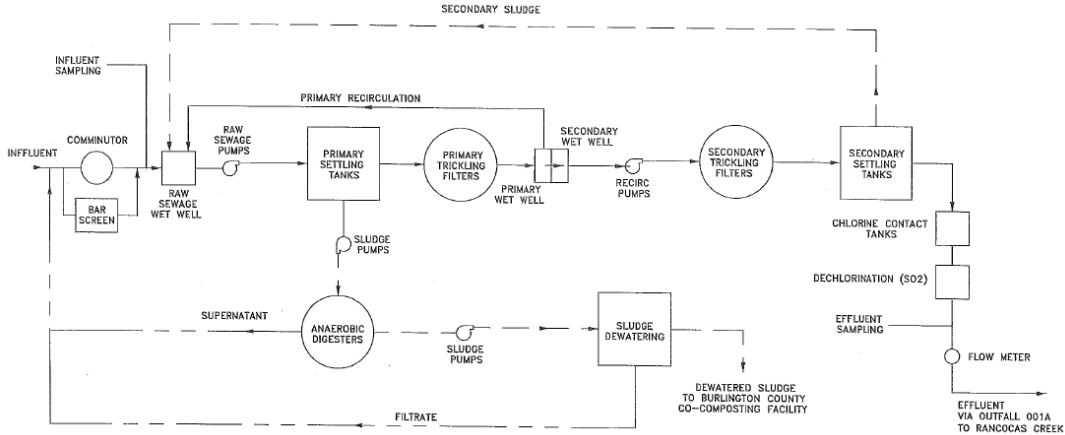 SECONDARY SLUDGE
INFLUENT
SAMPLING
PRIMARY RECIRCULATION
COMMINUTOR
RAW
SEWAGE
PUMPS
SECONDARY
WET WELL
INFFLUENT
PRIMARY
SETTLING
TANKS
PRIMARY
TRICKLING
FILTERS
SECONDARY
TRICKLING
FILTERS
SECONDARY
SETTLING
TANKS
BAR
SCREEN
RAW
SEWAGE WET WELL
PRIMARY
WET WELL
RECIRC
PUMPS
CHLORINE CONTACT
TANKS
SLUDGE
PUMPS
DECHLORINATION (SO2)
SUPERNATANT
ANAEROBIC
DIGESTERS
SLUDGE
PUMPS
SLUDGE
DEWATERING
EFFLUENT
SAMPLING
FLOW METER
DEWATERED SLUDGE
TO BURLINGTON COUNTY
CO-COMPOSTING FACILITY
FILTRATE
EFFLUENT
VIA OUTFALL 001A
TO RANCOCAS CREEK